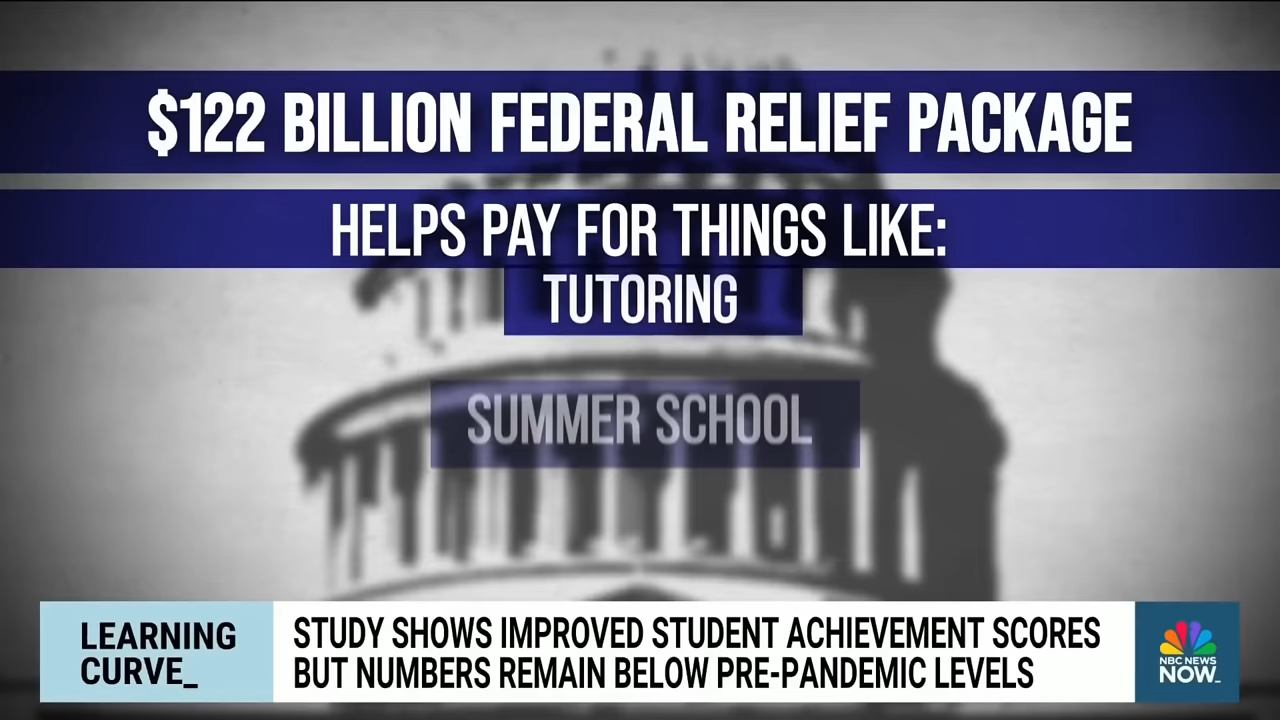 $122 BILLION FEDERAL RELIEF PACKAGE
HELPS PAY FOR THINGS LIKE:
TUTORING
SUMMER SCHOOL
LEARNING
CURVE_
STUDY SHOWS IMPROVED STUDENT ACHIEVEMENT SCORES
BUT NUMBERS REMAIN BELOW PRE-PANDEMIC LEVELS
NBC NEWS
NOW_